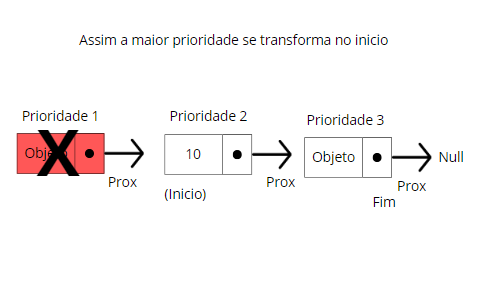 Assim a maior prioridade se transforma no inicio
Prioridade 1
Prioridade 2
Prioridade 3
Objeto
10
Objeto
Null
Prox
Prox
Prox
(Inicio)
Fim